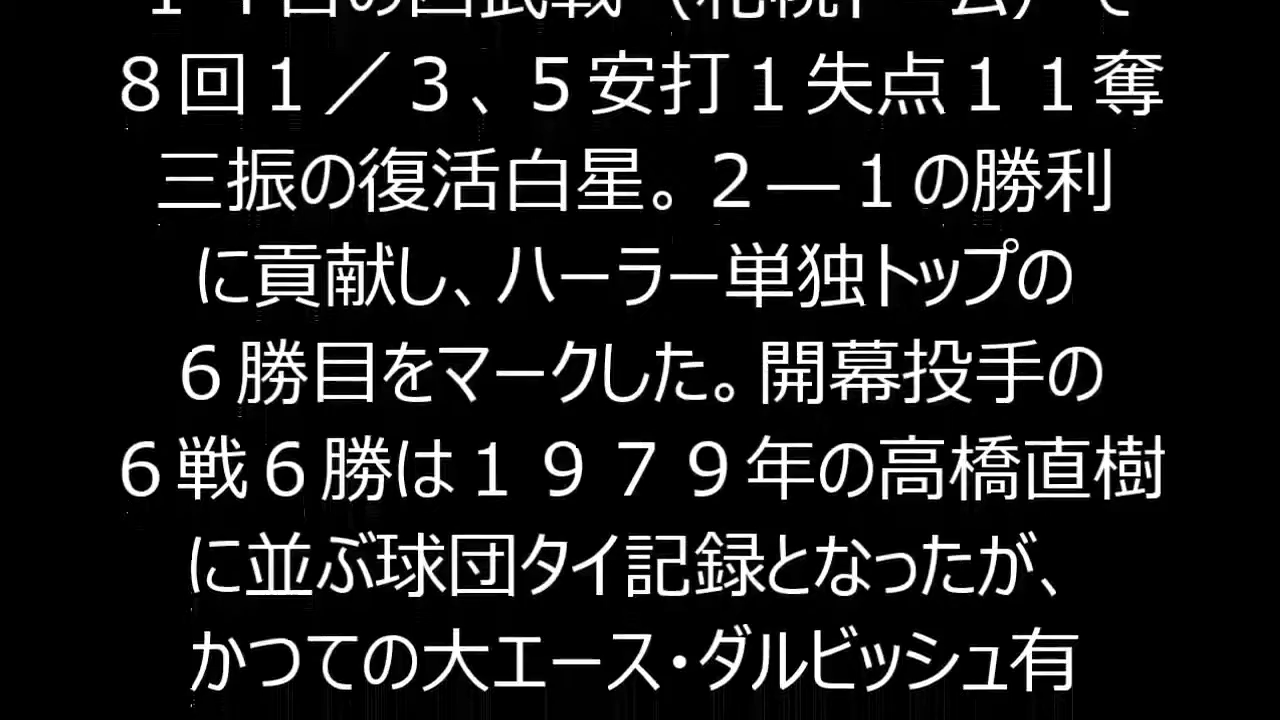 ８回１／３、５安打１失点１１奪
三振の復活白星。２―１の勝利
に貢献し、ハーラー単独トップの
６勝目をマークした。開幕投手の
６戦６勝は１９７９年の高橋直樹
に並ぶ球団タイ記録となったが、
かつての大エース・ダルビッシュ有